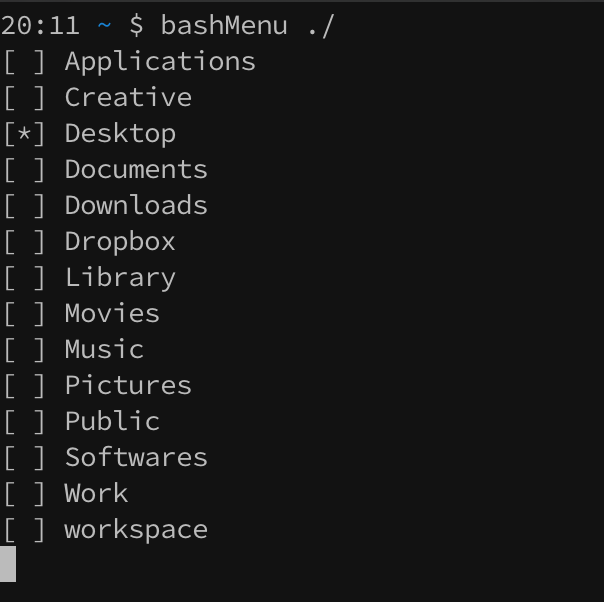 20:11 ~ $ bashMenu ./
[ ] Applications
[ ] Creative
[*] Desktop
[ ] Documents
[ ] Downloads
[ ] Dropbox
[ ] Library
[ ] Movies
[ ] Music
[ ] Pictures
[ ] Public
[ ] Softwares
[ ] Work
[ ] workspace